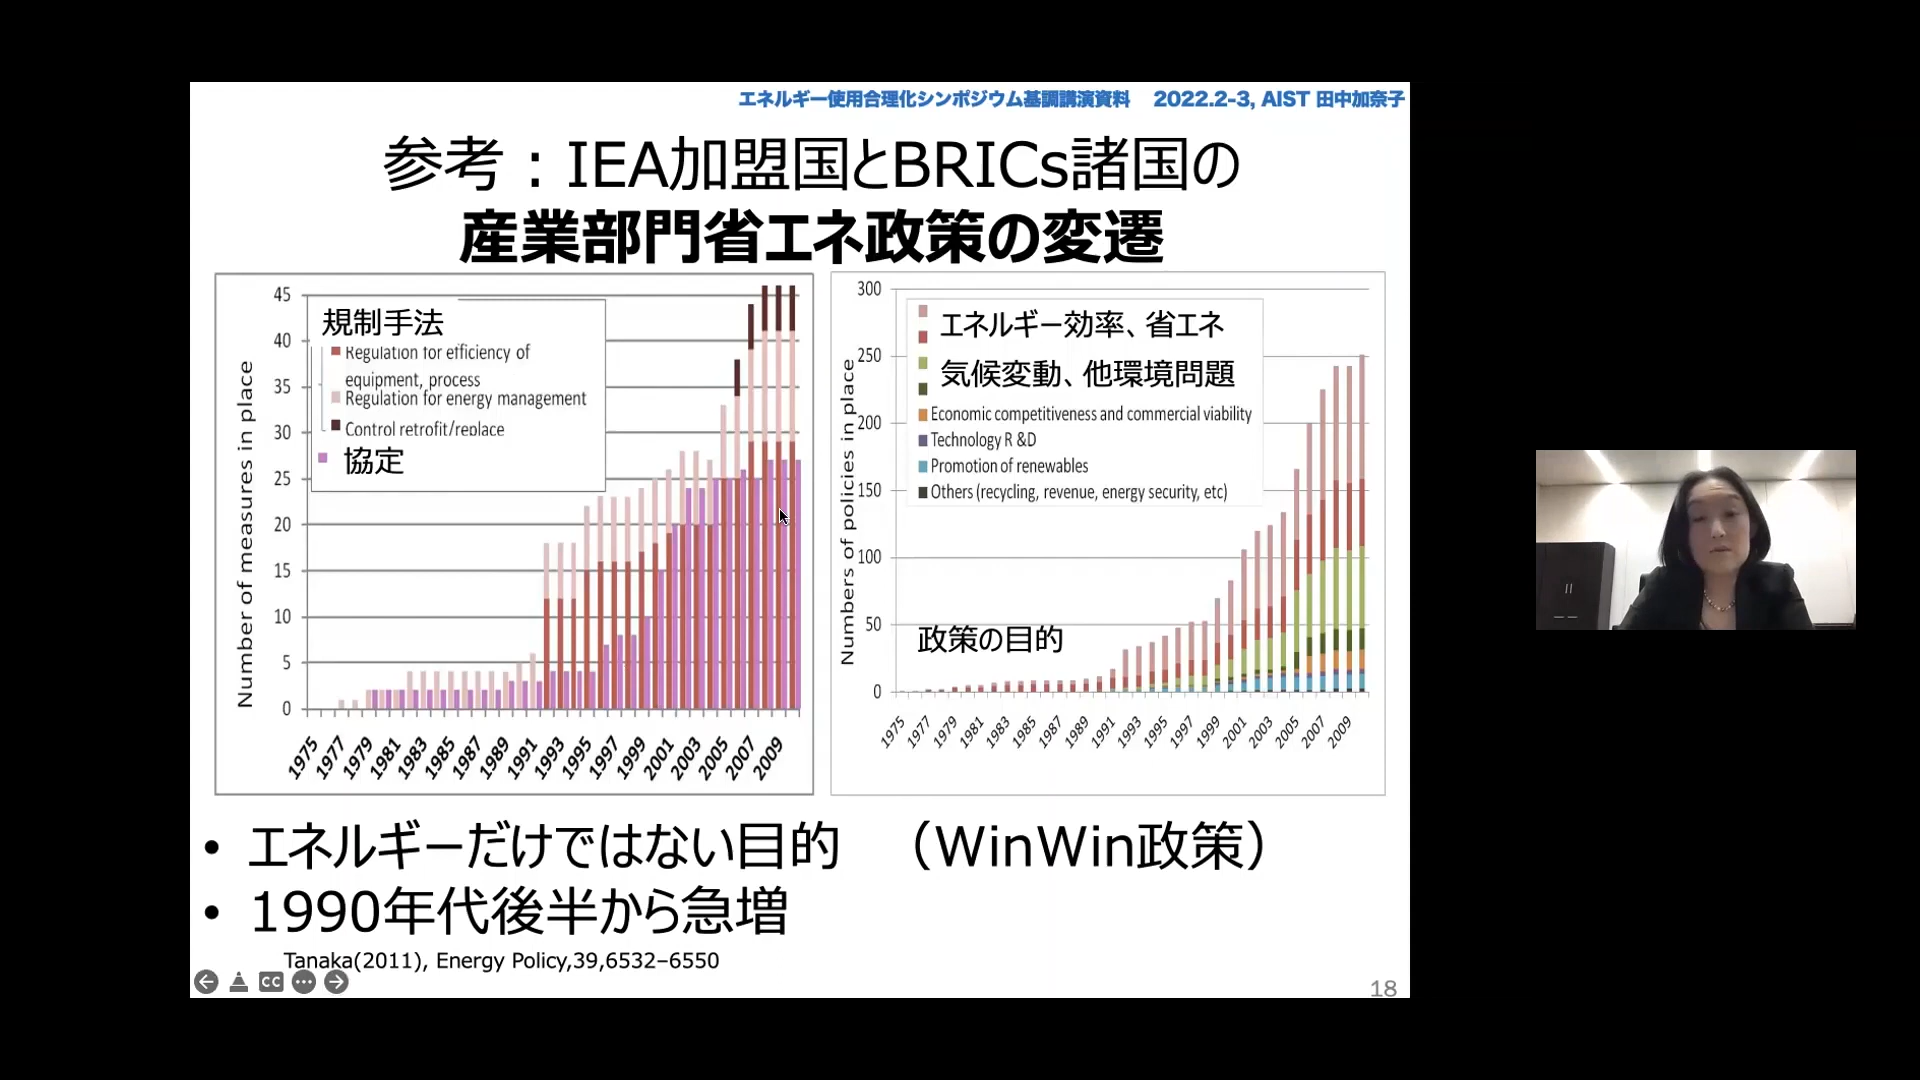 エネルギー使用合理化シンポジウム基調講演資料 2022.2-3, AIST 田中加奈子
参考：IEA加盟国とBRICs諸国の
産業部門省エネ政策の変遷
Number of measures in place
45
40
35
30
25
20
15
10
5
0
規制手法
Regulation for efficiency of
equipment, process
Regulation for energy management
Control retrofit/replace
協定
1975
1977
1979
1981
1983
1985
1987
1989
1991
1993
1995
1997
1999
2001
2003
2005
2007
2009
Numbers of policies in place
300
250
200
150
100
50
0
エネルギー効率、省エネ
気候変動、他環境問題
Economic competitiveness and commercial viability
Technology R &D
Promotion of renewables
Others (recycling, revenue, energy security, etc)
政策の目的
1975
1977
1979
1981
1983
1985
1987
1989
1991
1993
1995
1997
1999
2001
2003
2005
2007
2009
• エネルギーだけではない目的 （WinWin政策）
• 1990年代後半から急増
Tanaka(2011), Energy Policy,39,6532–6550
CC
18